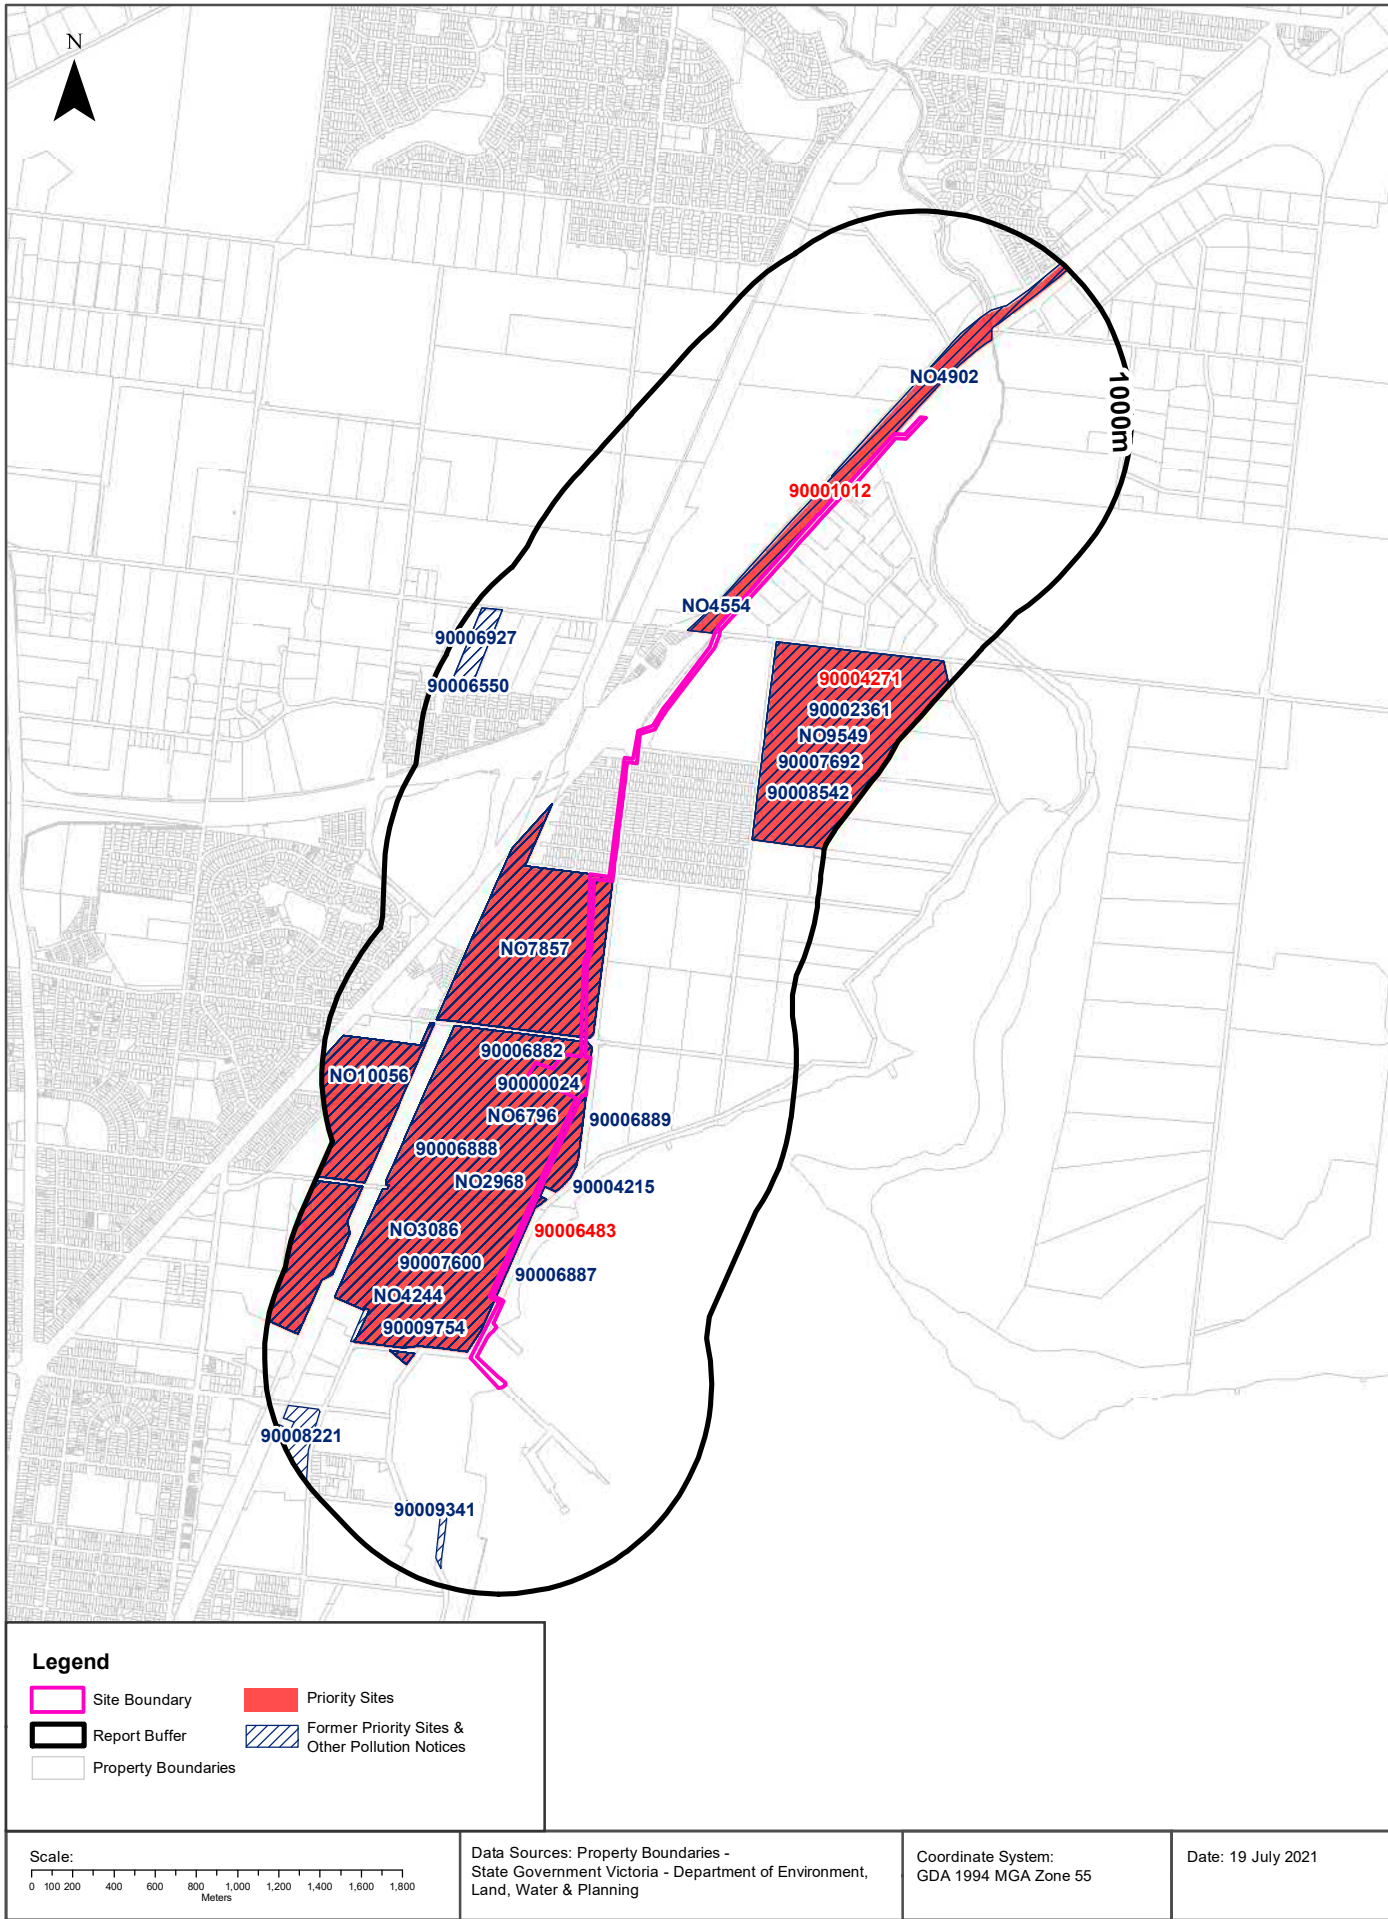 N
1000m
NO4902
90001012
NO4554
90006927
90006550
90004271
90002361
NO9549
90007692
90008542
NO7857
90006882
NO10056
90000024
NO6796
90006889
90006888
NO2968
90004215
NO3086
90006483
90007600
90006887
NO4244
90009754
90008221
90009341
Legend
Site Boundary
Priority Sites
Report Buffer
Former Priority Sites &
Other Pollution Notices
Property Boundaries
Scale:
0 100 200 400 600 800 1,000 1,200 1,400 1,600 1,800
Meters
Data Sources: Property Boundaries -
State Government Victoria - Department of Environment,
Land, Water & Planning
Coordinate System:
GDA 1994 MGA Zone 55
Date: 19 July 2021